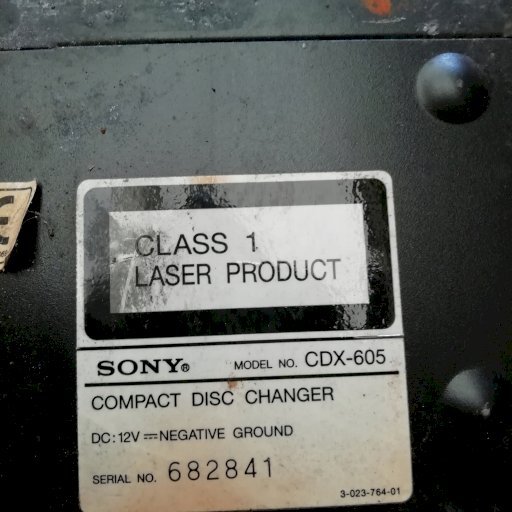 CLASS 1
LASER PRODUCT
SONY® MODEL NO. CDX-605
COMPACT DISC CHANGER
DC:12V⎓NEGATIVE GROUND
SERIAL NO. 682841
3-023-764-01